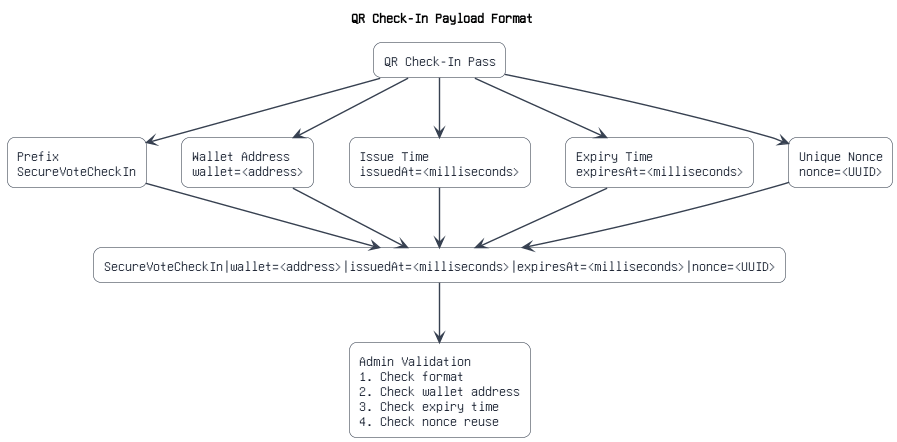 QR Check-In Payload Format
QR Check-In Pass
Prefix
SecureVoteCheckIn
Wallet Address
wallet=<address>
Issue Time
issuedAt=<milliseconds>
Expiry Time
expiresAt=<milliseconds>
Unique Nonce
nonce=<UUID>
SecureVoteCheckIn|wallet=<address>|issuedAt=<milliseconds>|expiresAt=<milliseconds>|nonce=<UUID>
Admin Validation
1. Check format
2. Check wallet address
3. Check expiry time
4. Check nonce reuse